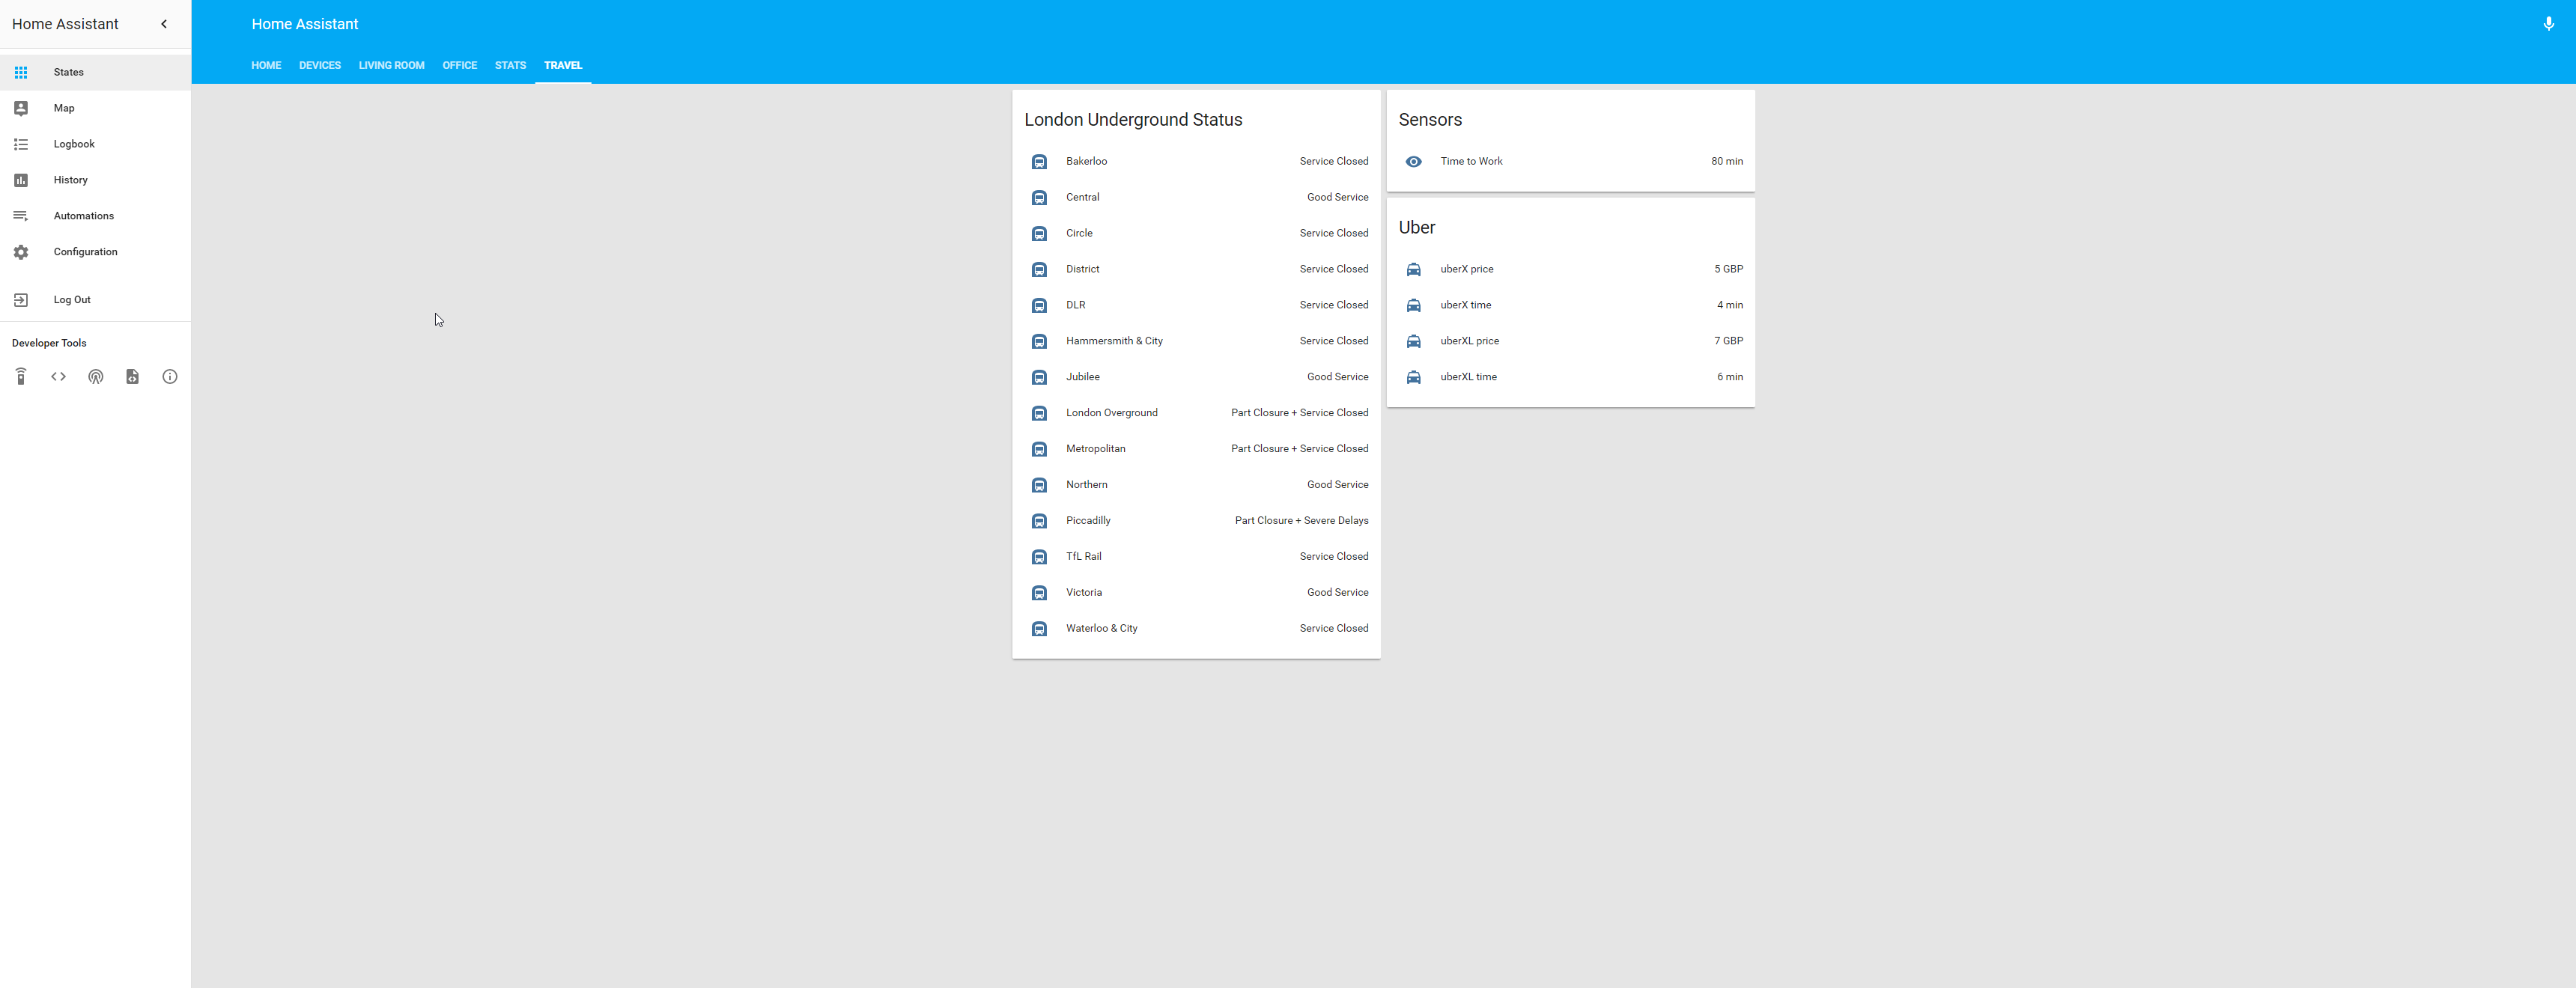 Home Assistant
States
Map
Logbook
History
Automations
Configuration
Log Out
Developer Tools
Home Assistant
HOME DEVICES LIVING ROOM OFFICE STATS TRAVEL
London Underground Status
Bakerloo Service Closed
Central Good Service
Circle Service Closed
District Service Closed
DLR Service Closed
Hammersmith & City Service Closed
Jubilee Good Service
London Overground Part Closure + Service Closed
Metropolitan Part Closure + Service Closed
Northern Good Service
Piccadilly Part Closure + Severe Delays
TfL Rail Service Closed
Victoria Good Service
Waterloo & City Service Closed
Sensors
Time to Work 80 min
Uber
uberX price 5 GBP
uberX time 4 min
uberXL price 7 GBP
uberXL time 6 min